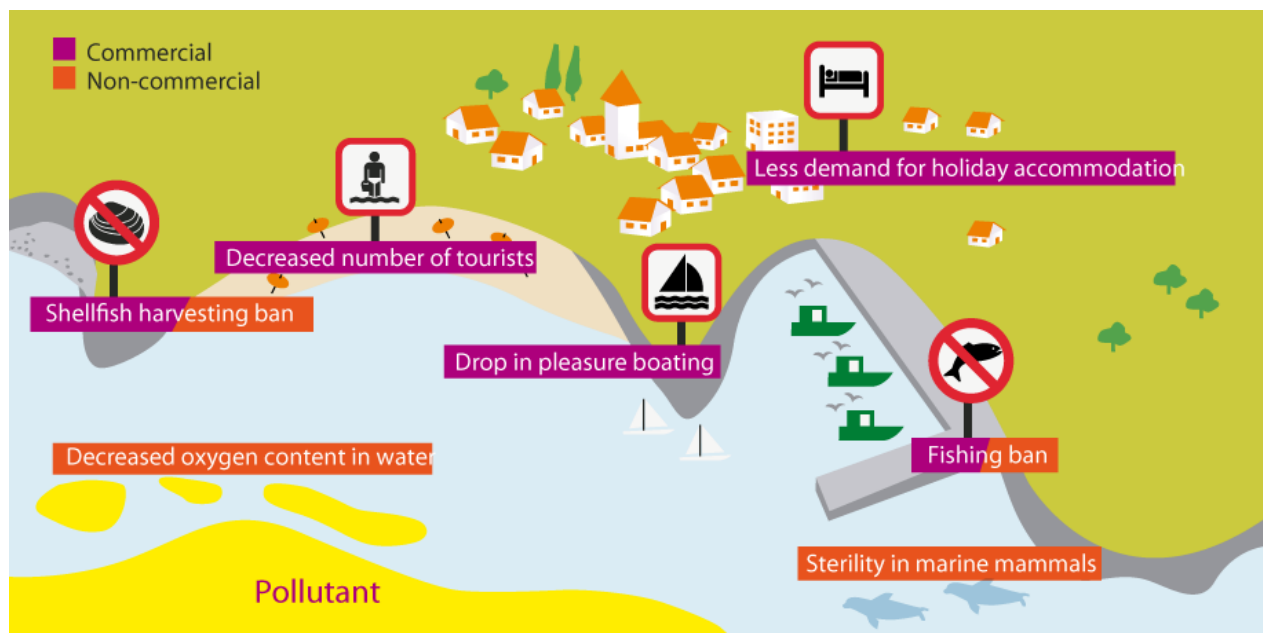 Commercial
Non-commercial
Less demand for holiday accommodation
Decreased number of tourists
Shellfish harvesting ban
Drop in pleasure boating
Decreased oxygen content in water
Fishing ban
Sterility in marine mammals
Pollutant